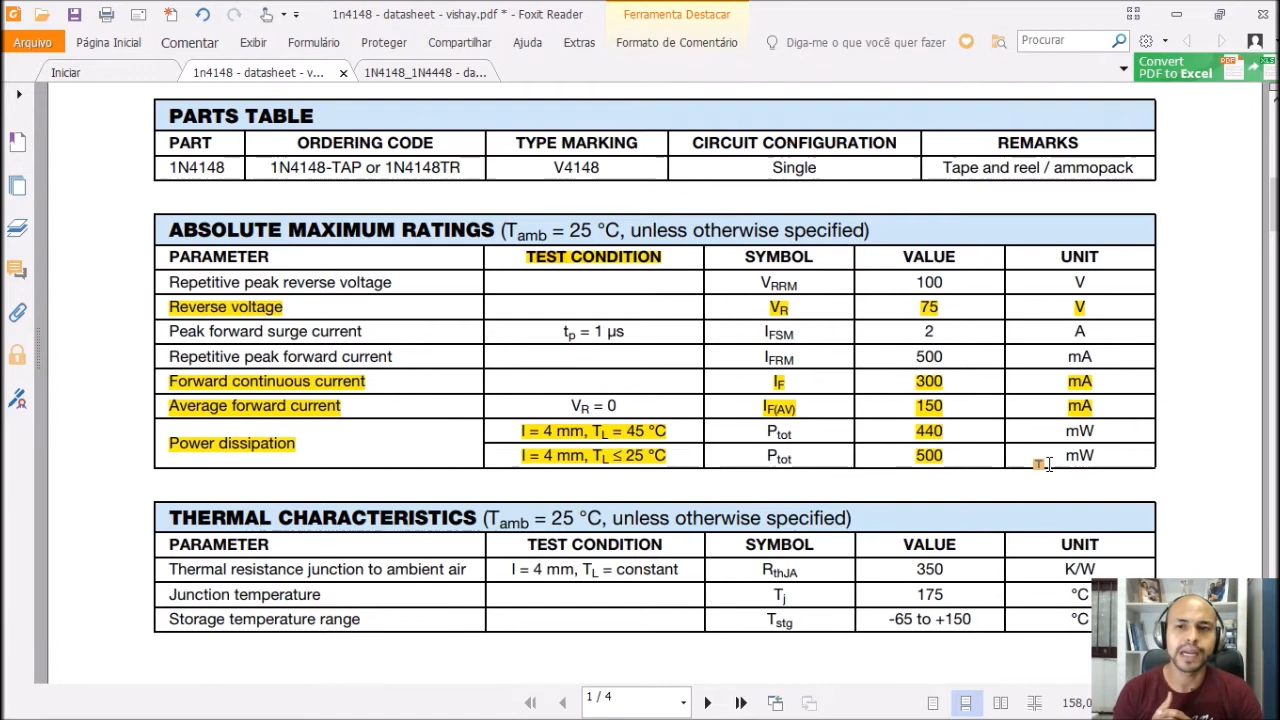 1n4148 - datasheet - vishay.pdf * - Foxit Reader
Ferramenta Destacar
Arquivo Página Inicial Comentar Exibir Formulário Proteger Compartilhar Ajuda Extras Formato de Comentário Diga-me o que você quer fazer Procurar
Iniciar 1n4148 - datasheet - v... 1N4148_1N4448 - da...
Convert
PDF to Excel
PDF XLS
PARTS TABLE
PART ORDERING CODE TYPE MARKING CIRCUIT CONFIGURATION REMARKS
1N4148 1N4148-TAP or 1N4148TR V4148 Single Tape and reel / ammopack
ABSOLUTE MAXIMUM RATINGS (Tamb = 25 °C, unless otherwise specified)
PARAMETER TEST CONDITION SYMBOL VALUE UNIT
Repetitive peak reverse voltage VRRM 100 V
Reverse voltage VR 75 V
Peak forward surge current tp = 1 µs IFSM 2 A
Repetitive peak forward current IFRM 500 mA
Forward continuous current IF 300 mA
Average forward current VR = 0 IF(AV) 150 mA
Power dissipation l = 4 mm, TL = 45 °C Ptot 440 mW
l = 4 mm, TL ≤ 25 °C Ptot 500 mW
THERMAL CHARACTERISTICS (Tamb = 25 °C, unless otherwise specified)
PARAMETER TEST CONDITION SYMBOL VALUE UNIT
Thermal resistance junction to ambient air l = 4 mm, TL = constant RthJA 350 K/W
Junction temperature Tj 175 °C
Storage temperature range Tstg -65 to +150 °C
1 / 4
158,0